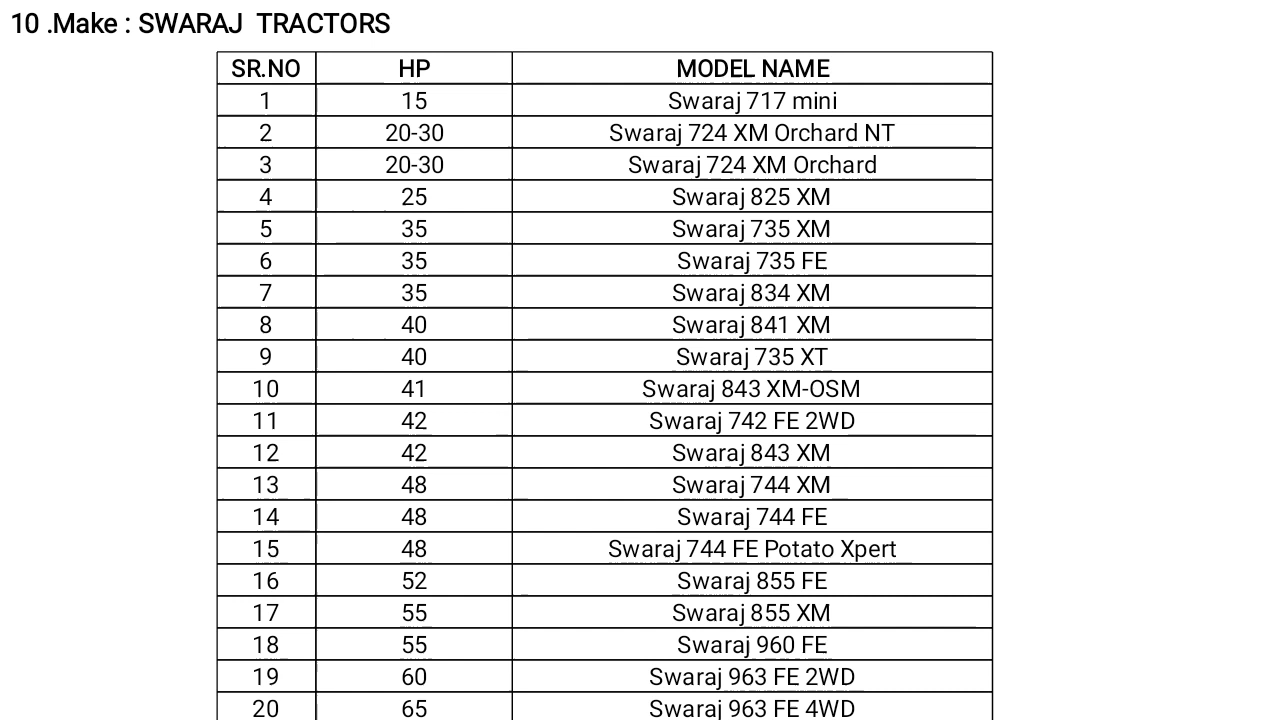 10 .Make : SWARAJ TRACTORS
SR.NO HP MODEL NAME
1 15 Swaraj 717 mini
2 20-30 Swaraj 724 XM Orchard NT
3 20-30 Swaraj 724 XM Orchard
4 25 Swaraj 825 XM
5 35 Swaraj 735 XM
6 35 Swaraj 735 FE
7 35 Swaraj 834 XM
8 40 Swaraj 841 XM
9 40 Swaraj 735 XT
10 41 Swaraj 843 XM-OSM
11 42 Swaraj 742 FE 2WD
12 42 Swaraj 843 XM
13 48 Swaraj 744 XM
14 48 Swaraj 744 FE
15 48 Swaraj 744 FE Potato Xpert
16 52 Swaraj 855 FE
17 55 Swaraj 855 XM
18 55 Swaraj 960 FE
19 60 Swaraj 963 FE 2WD
20 65 Swaraj 963 FE 4WD